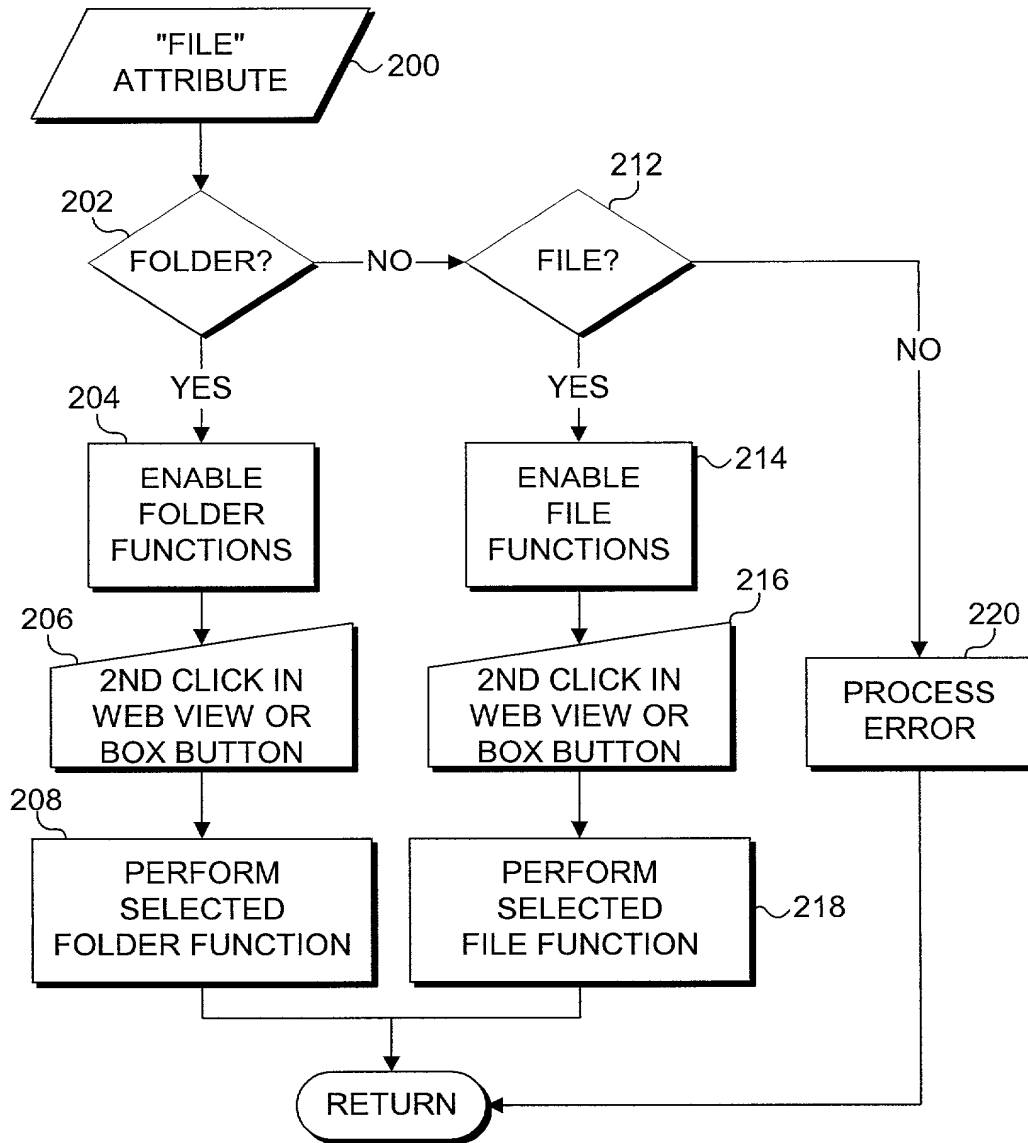 "FILE"
ATTRIBUTE
200
202
FOLDER?
NO
212
FILE?
NO
YES
YES
204
ENABLE
FOLDER
FUNCTIONS
214
ENABLE
FILE
FUNCTIONS
206
2ND CLICK IN
WEB VIEW OR
BOX BUTTON
216
2ND CLICK IN
WEB VIEW OR
BOX BUTTON
220
PROCESS
ERROR
208
PERFORM
SELECTED
FOLDER FUNCTION
PERFORM
SELECTED
FILE FUNCTION
218
RETURN